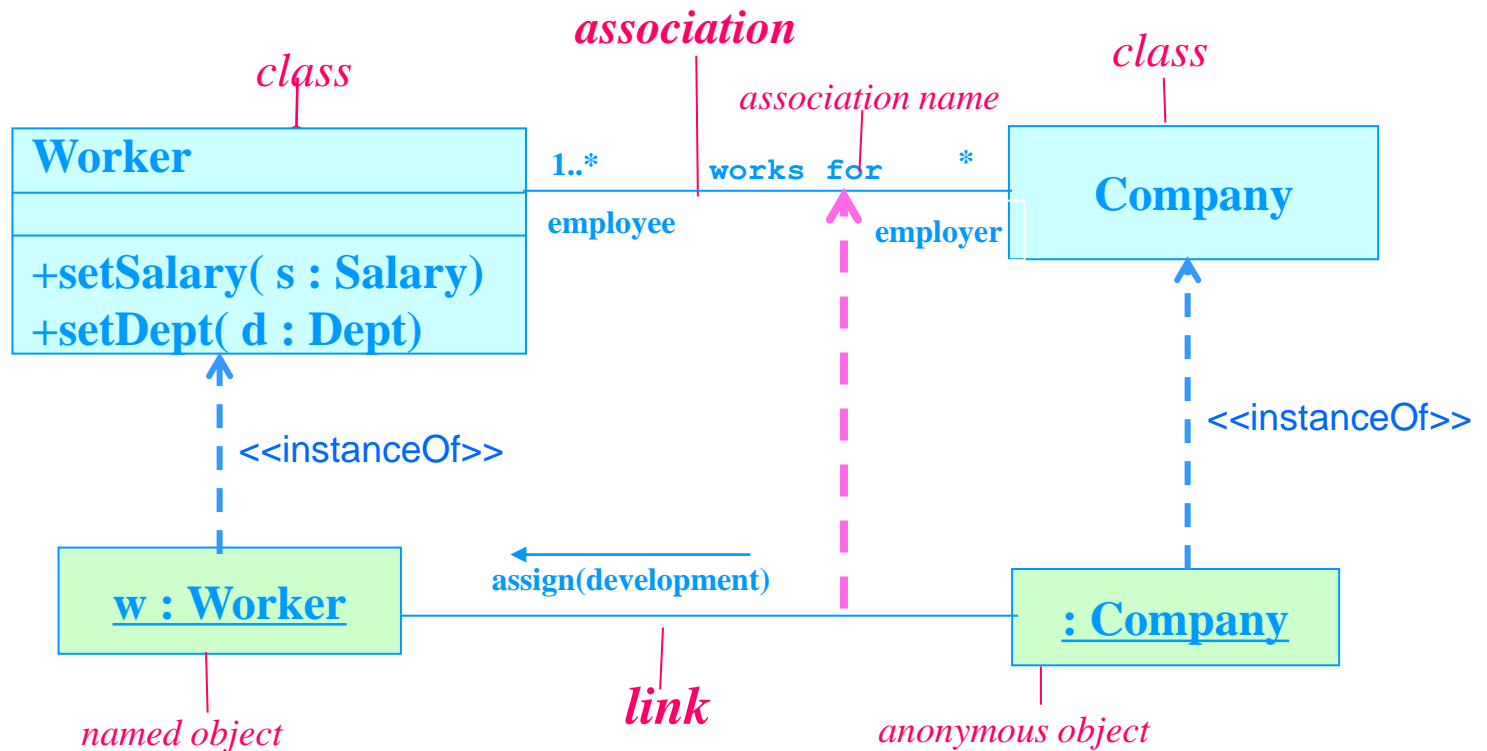 association
class
class
association name
Worker
1..*
works for
*
Company
employee
employer
+setSalary( s : Salary)
+setDept( d : Dept)
<<instanceOf>>
<<instanceOf>>
assign(development)
w : Worker
: Company
link
named object
anonymous object